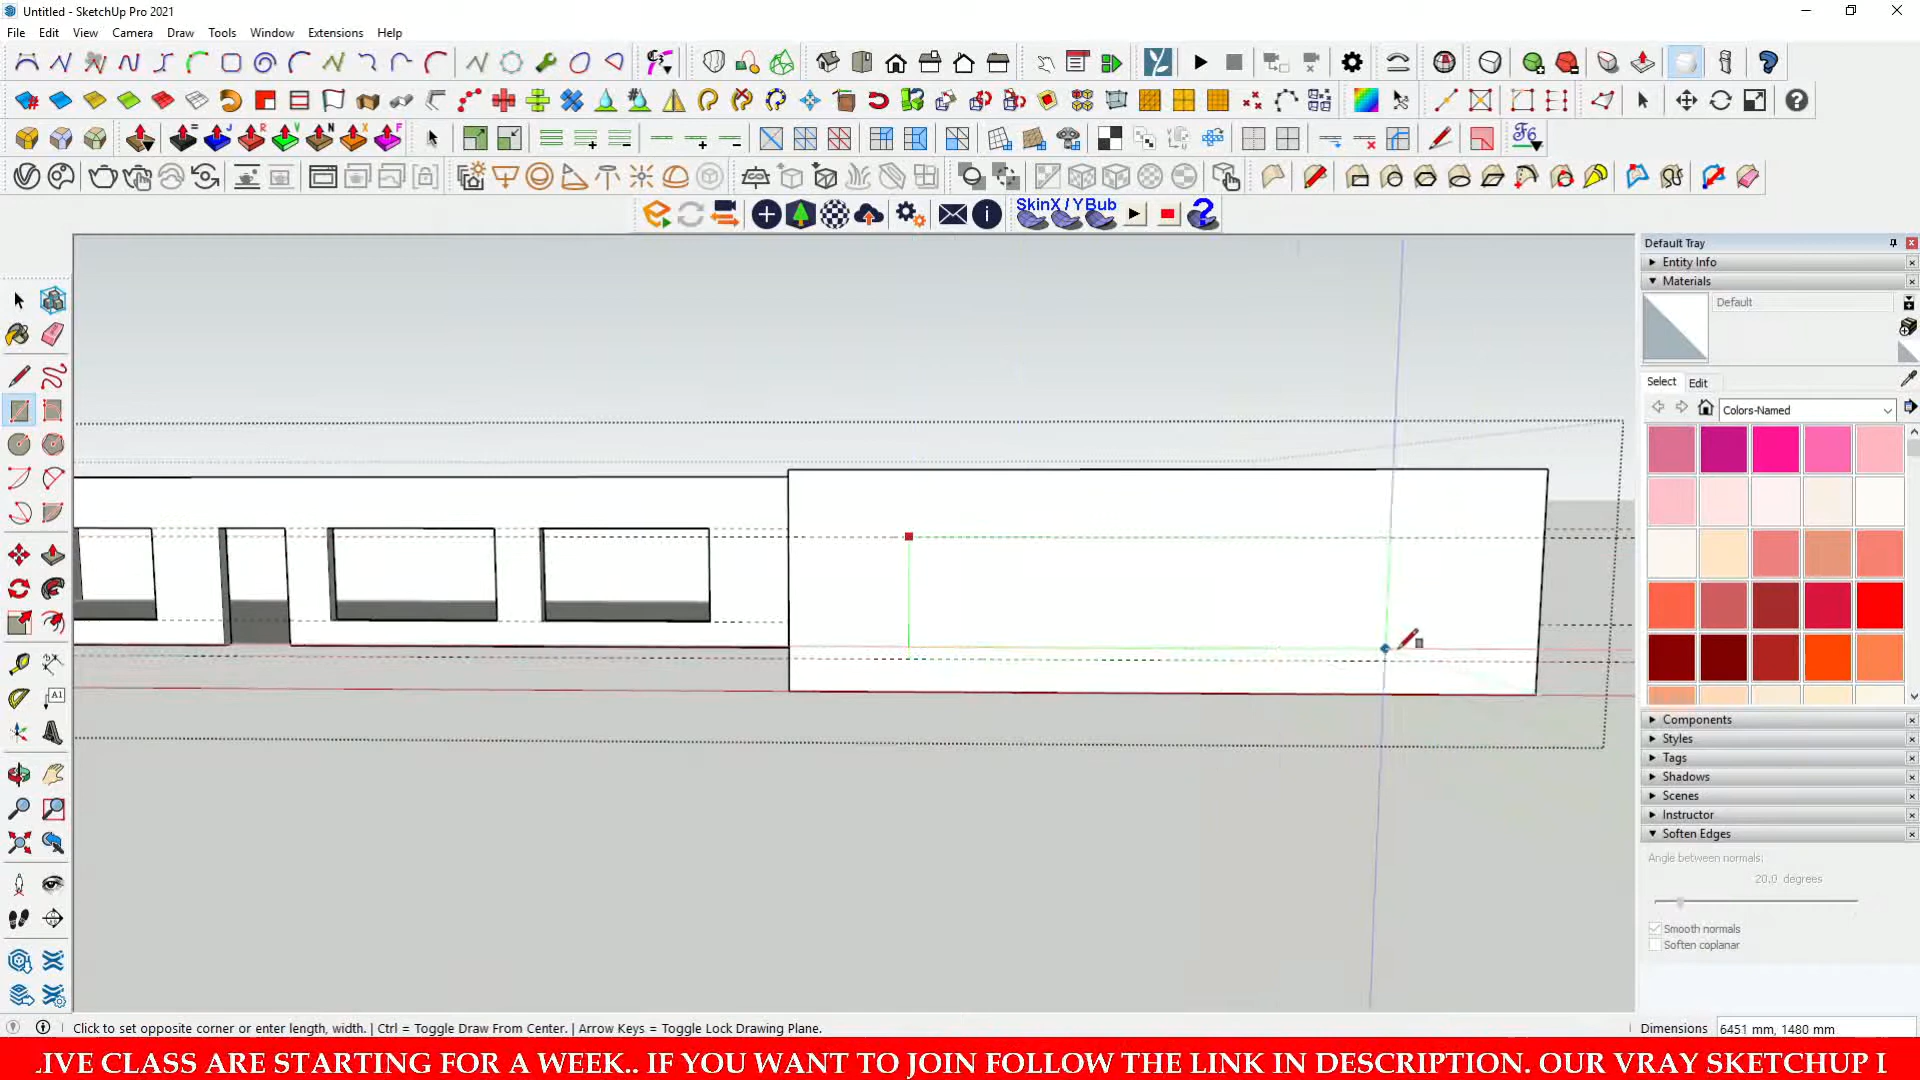 Untitled - SketchUp Pro 2021
File Edit View Camera Draw Tools Window Extensions Help
SkinX / YBub
Default Tray
Entity Info
Materials
Default
Select Edit
Colors-Named
Components
Styles
Tags
Shadows
Scenes
Instructor
Soften Edges
Angle between normals:
20.0 degrees
Smooth normals
Soften coplanar
Click to set opposite corner or enter length, width. | Ctrl = Toggle Draw From Center. | Arrow Keys = Toggle Lock Drawing Plane.
Dimensions 6451 mm, 1480 mm
IVE CLASS ARE STARTING FOR A WEEK.. IF YOU WANT TO JOIN FOLLOW THE LINK IN DESCRIPTION. OUR VRAY SKETCHUP